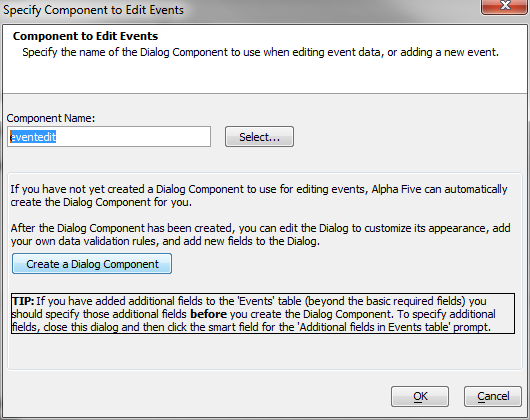 Specify Component to Edit Events
Component to Edit Events
Specify the name of the Dialog Component to use when editing event data, or adding a new event.
Component Name:
eventedit
Select...
If you have not yet created a Dialog Component to use for editing events, Alpha Five can automatically
create the Dialog Component for you.
After the Dialog Component has been created, you can edit the Dialog to customize its appearance, add
your own data validation rules, and add new fields to the Dialog.
Create a Dialog Component
TIP: If you have added additional fields to the 'Events' table (beyond the basic required fields) you
should specify those additional fields before you create the Dialog Component. To specify additional
fields, close this dialog and then click the smart field for the 'Additional fields in Events table' prompt.
OK
Cancel